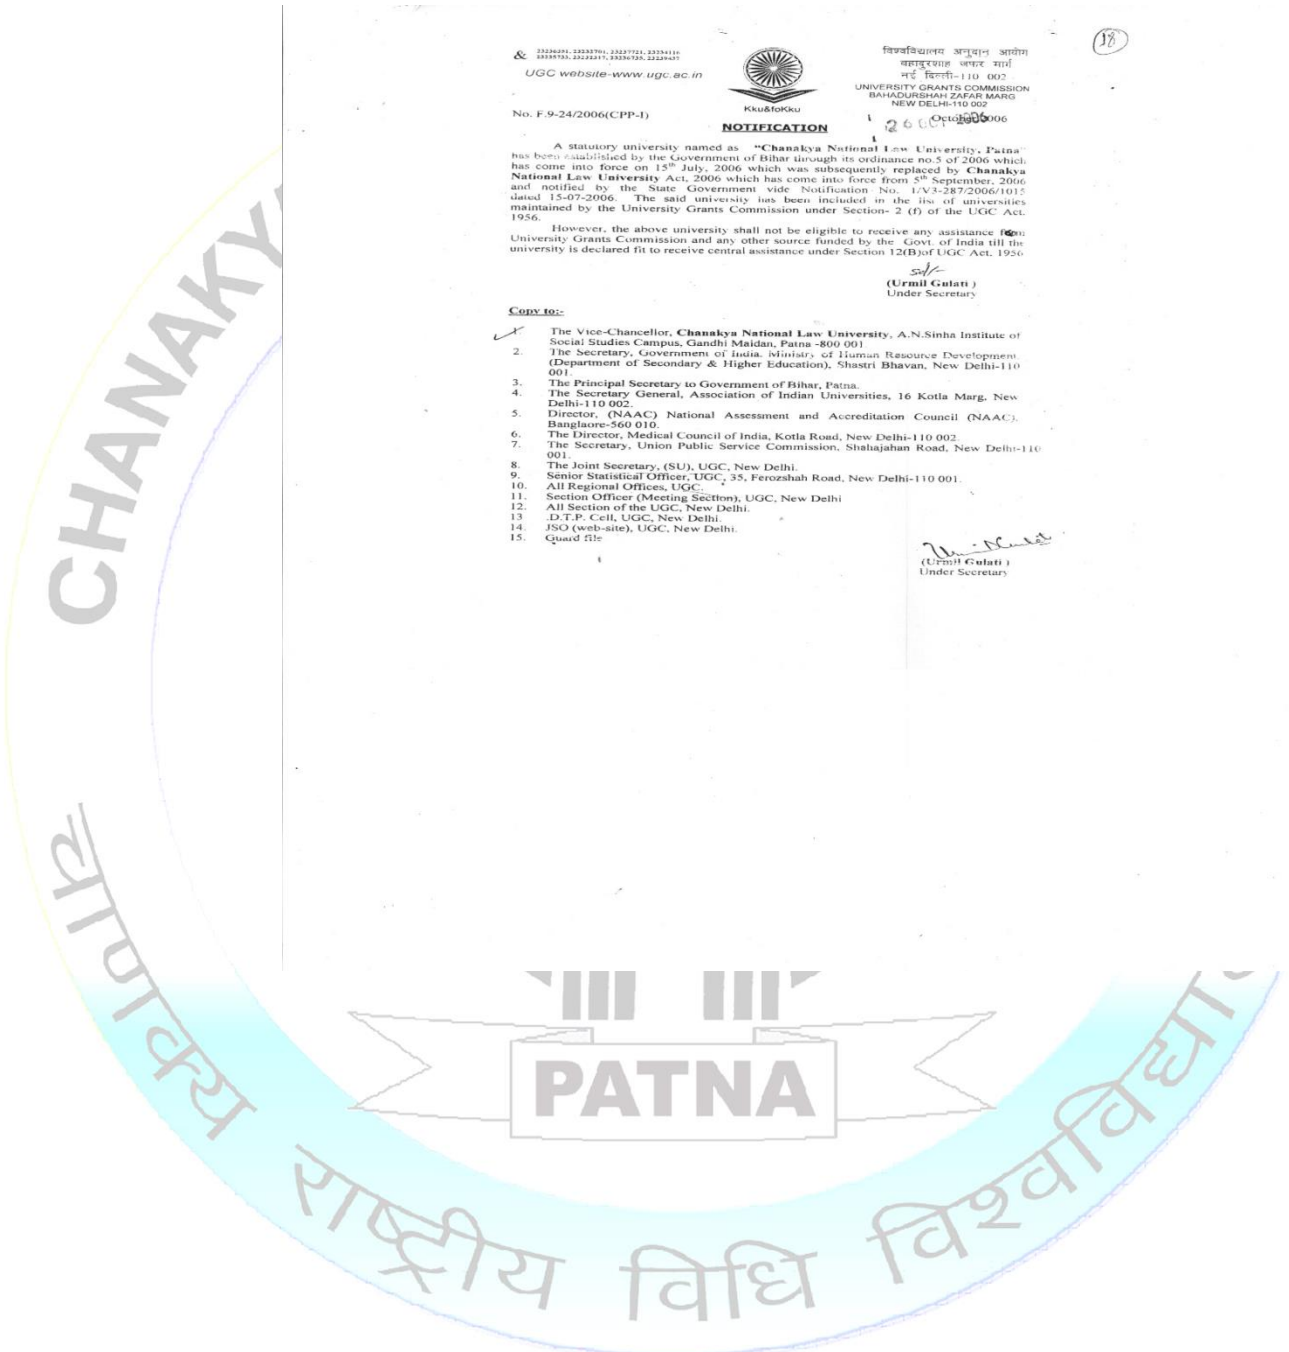 18
& 23236351, 23232701, 23237721, 23234116
23235733, 23232317, 23236735, 23239437
UGC website-www.ugc.ac.in
Kku&foKku
विश्वविद्यालय अनुदान आयोग
बहादुरशाह जफर मार्ग
नई दिल्ली-110 002
UNIVERSITY GRANTS COMMISSION
BAHADURSHAH ZAFAR MARG
NEW DELHI-110 002
No. F.9-24/2006(CPP-I)
26 OCT 2006
October, 2006
NOTIFICATION
A statutory university named as "Chanakya National Law University, Patna"
has been established by the Government of Bihar through its ordinance no.5 of 2006 which
has come into force on 15th July, 2006 which was subsequently replaced by Chanakya
National Law University Act, 2006 which has come into force from 5th September, 2006
and notified by the State Government vide Notification No. 1/V3-287/2006/1015
dated 15-07-2006. The said university has been included in the list of universities
maintained by the University Grants Commission under Section- 2 (f) of the UGC Act.
1956.
However, the above university shall not be eligible to receive any assistance from
University Grants Commission and any other source funded by the Govt. of India till the
university is declared fit to receive central assistance under Section 12(B)of UGC Act. 1956
sd/-
(Urmil Gulati )
Under Secretary
Copy to:-
1. The Vice-Chancellor, Chanakya National Law University, A.N.Sinha Institute of
Social Studies Campus, Gandhi Maidan, Patna -800 001
2. The Secretary, Government of India, Ministry of Human Resource Development,
(Department of Secondary & Higher Education), Shastri Bhavan, New Delhi-110
001.
3. The Principal Secretary to Government of Bihar, Patna.
4. The Secretary General, Association of Indian Universities, 16 Kotla Marg, New
Delhi-110 002.
5. Director, (NAAC) National Assessment and Accreditation Council (NAAC),
Banglaore-560 010.
6. The Director, Medical Council of India, Kotla Road, New Delhi-110 002.
7. The Secretary, Union Public Service Commission, Shahajahan Road, New Delhi-110
001.
8. The Joint Secretary, (SU), UGC, New Delhi.
9. Senior Statistical Officer, UGC, 35, Ferozshah Road, New Delhi-110 001.
10. All Regional Offices, UGC.
11. Section Officer (Meeting Section), UGC, New Delhi
12. All Section of the UGC, New Delhi.
13 .D.T.P. Cell, UGC, New Delhi.
14. JSO (web-site), UGC, New Delhi.
15. Guard file
(Urmil Gulati )
Under Secretary
CHANAKYA
PATNA
चाणक्य राष्ट्रीय विधि विश्वविद्या